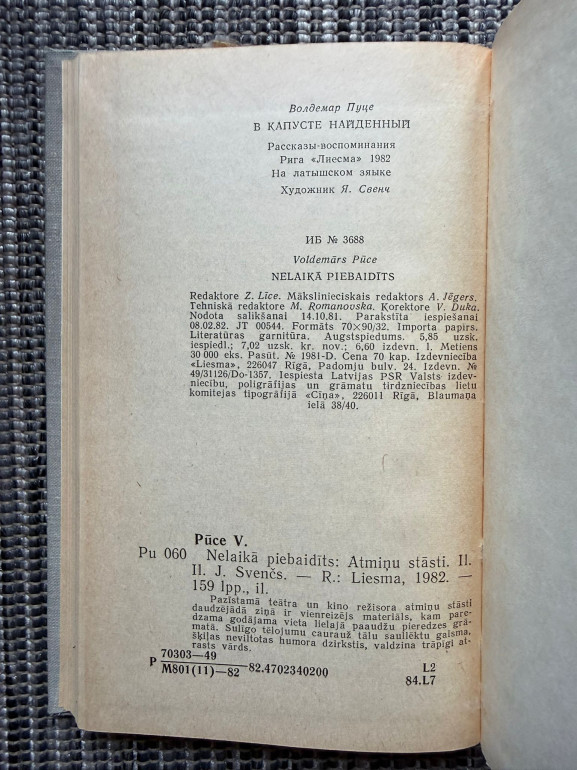 Волдемар Пуце
В КАПУСТЕ НАЙДЕННЫЙ
Рассказы-воспоминания
Рига «Лиесма» 1982
На латышском зяыке
Художник Я. Свенч
ИБ № 3688
Voldemārs Pūce
NELAIĶĀ PIEBAIDĪTS
Redaktore Z. Līce. Mākslinieciskais redaktors A. Jēgers.
Tehniskā redaktore M. Romanovska. Korektore V. Duka.
Nodota salikšanai 14.10.81. Parakstīta iespiešanai
08.02.82. JT 00544. Formāts 70×90/32. Importa papīrs.
Literatūras garnitūra. Augstspiedums. 5,85 uzsk.
iespiedl.; 7,02 uzsk. kr. nov.; 6,60 izdevn. l. Metiens
30 000 eks. Pasūt. № 1981-D. Cena 70 kap. Izdevniecība
«Liesma», 226047 Rīgā, Padomju bulv. 24. Izdevn. №
49/31126/Do-1357. Iespiesta Latvijas PSR Valsts izdev-
niecību, poligrāfijas un grāmatu tirdzniecības lietu
komitejas tipogrāfijā «Cīņa», 226011 Rīgā, Blaumaņa
ielā 38/40.
Pūce V.
Pu 060 Nelaikā piebaidīts: Atmiņu stāsti. Il.
Il. J. Svenčs. — R.: Liesma, 1982. —
159 lpp., il.
Pazīstamā teātra un kino režisora atmiņu stāsti
daudzējādā ziņā ir vienreizējs materiāls, kam pare-
dzama godājama vieta lielajā paaudžu pieredzes grā-
matā. Sulīgo tēlojumu caurauž tālu saullēktu gaisma,
šķiļas neviltotas humora dzirkstis, valdzina trāpīgi at-
rasts vārds.
P 70303—49
M801(11)—82 —82.4702340200 L2
84.L7